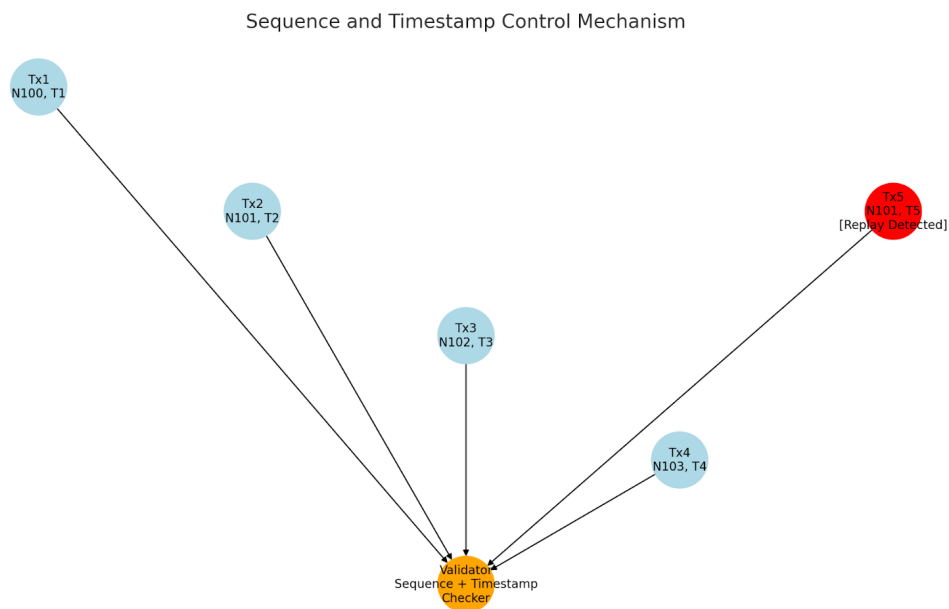 Sequence and Timestamp Control Mechanism
Tx1
N100, T1
Tx2
N101, T2
Tx5
N101, T5
[Replay Detected]
Tx3
N102, T3
Tx4
N103, T4
Validator
Sequence + Timestamp
Checker